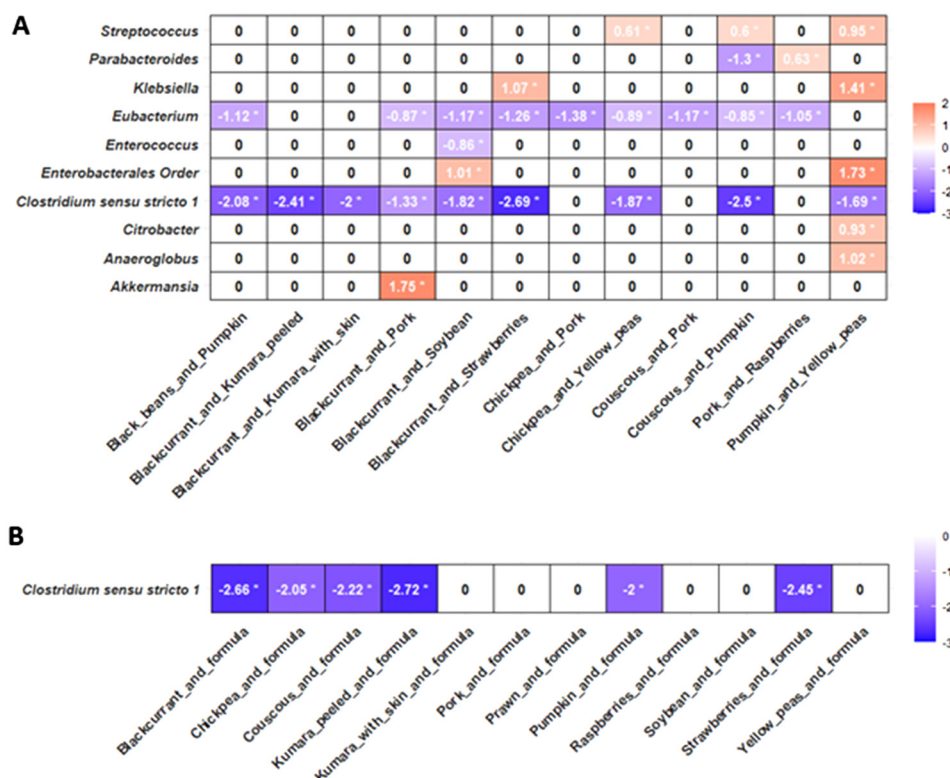 A
Streptococcus 0 0 0 0 0 0 0 0.61 * 0 0.6 * 0 0.95 *
Parabacteroides 0 0 0 0 0 0 0 0 0 -1.3 * 0.63 * 0
Klebsiella 0 0 0 0 0 1.07 * 0 0 0 0 0 1.41 *
Eubacterium -1.12 * 0 0 -0.87 * -1.17 * -1.26 * -1.38 * -0.89 * -1.17 * -0.85 * -1.05 * 0
Enterococcus 0 0 0 0 -0.86 * 0 0 0 0 0 0 0
Enterobacterales Order 0 0 0 0 1.01 * 0 0 0 0 0 0 1.73 *
Clostridium sensu stricto 1 -2.08 * -2.41 * -2 * -1.33 * -1.82 * -2.69 * 0 -1.87 * 0 -2.5 * 0 -1.69 *
Citrobacter 0 0 0 0 0 0 0 0 0 0 0 0.93 *
Anaeroglobus 0 0 0 0 0 0 0 0 0 0 0 1.02 *
Akkermansia 0 0 0 1.75 * 0 0 0 0 0 0 0 0
Black_beans_and_Pumpkin
Blackcurrant_and_Kumara_peeled
Blackcurrant_and_Kumara_with_skin
Blackcurrant_and_Pork
Blackcurrant_and_Soybean
Blackcurrant_and_Strawberries
Chickpea_and_Pork
Chickpea_and_Yellow_peas
Couscous_and_Pork
Couscous_and_Pumpkin
Pork_and_Raspberries
Pumpkin_and_Yellow_peas
2
1
0
-1
-2
-3
B
Clostridium sensu stricto 1 -2.66 * -2.05 * -2.22 * -2.72 * 0 0 0 -2 * 0 0 -2.45 * 0
Blackcurrant_and_formula
Chickpea_and_formula
Couscous_and_formula
Kumara_peeled_and_formula
Kumara_with_skin_and_formula
Pork_and_formula
Prawn_and_formula
Pumpkin_and_formula
Raspberries_and_formula
Soybean_and_formula
Strawberries_and_formula
Yellow_peas_and_formula
0
-1
-2
-3